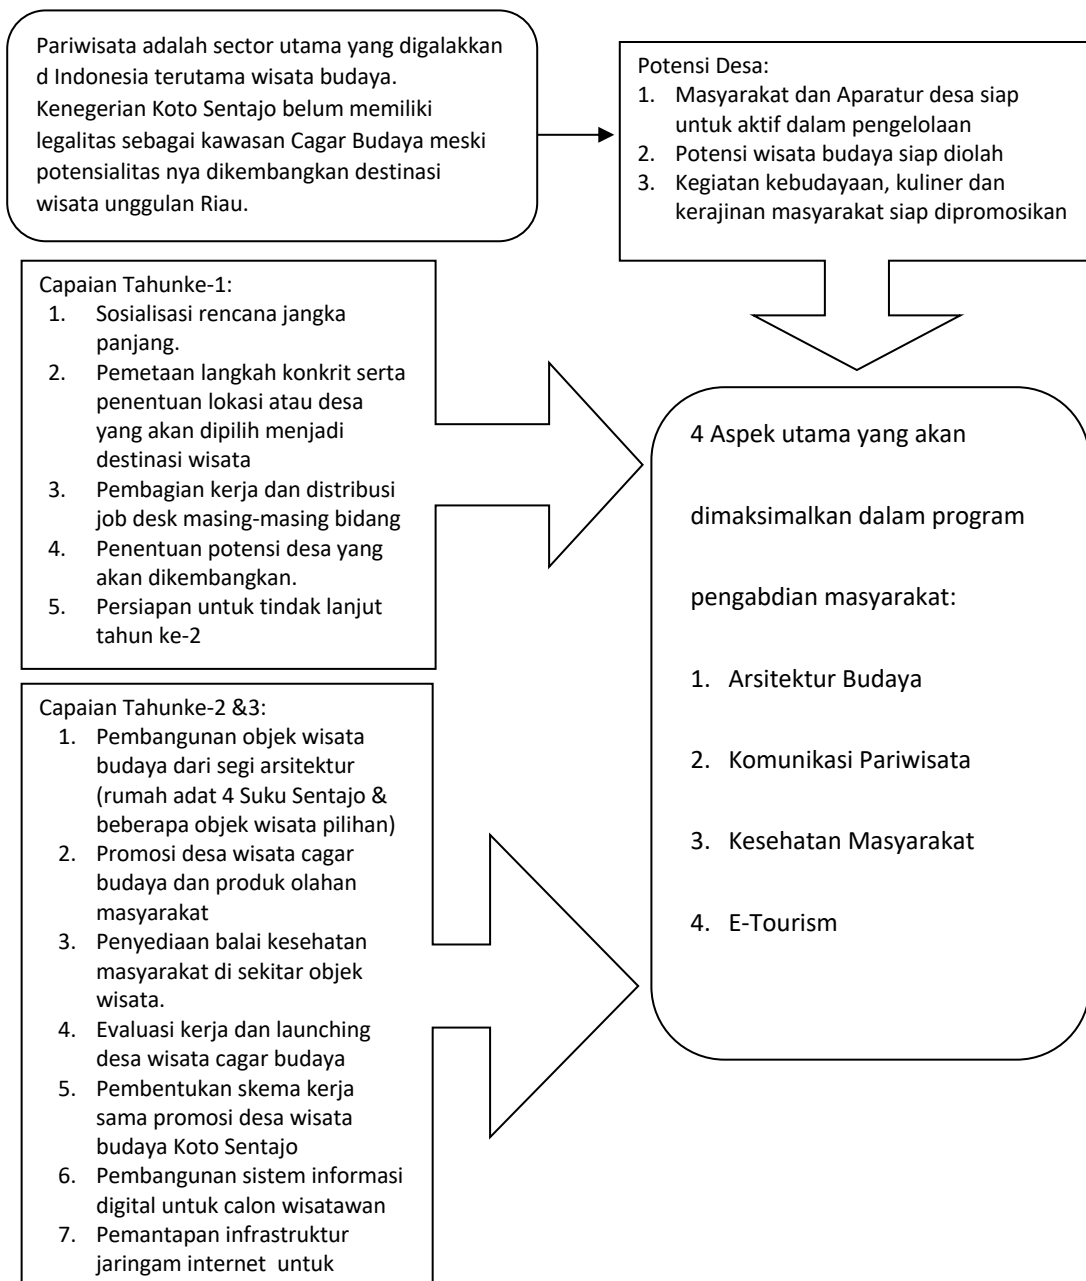 Pariwisata adalah sector utama yang digalakkan
d Indonesia terutama wisata budaya.
Kenegerian Koto Sentajo belum memiliki
legalitas sebagai kawasan Cagar Budaya meski
potensialitas nya dikembangkan destinasi
wisata unggulan Riau.
Potensi Desa:
1. Masyarakat dan Aparatur desa siap
untuk aktif dalam pengelolaan
2. Potensi wisata budaya siap diolah
3. Kegiatan kebudayaan, kuliner dan
kerajinan masyarakat siap dipromosikan
Capaian Tahunke-1:
1. Sosialisasi rencana jangka
panjang.
2. Pemetaan langkah konkrit serta
penentuan lokasi atau desa
yang akan dipilih menjadi
destinasi wisata
3. Pembagian kerja dan distribusi
job desk masing-masing bidang
4. Penentuan potensi desa yang
akan dikembangkan.
5. Persiapan untuk tindak lanjut
tahun ke-2
4 Aspek utama yang akan
dimaksimalkan dalam program
pengabdian masyarakat:
1. Arsitektur Budaya
2. Komunikasi Pariwisata
3. Kesehatan Masyarakat
4. E-Tourism
Capaian Tahunke-2 &3:
1. Pembangunan objek wisata
budaya dari segi arsitektur
(rumah adat 4 Suku Sentajo &
beberapa objek wisata pilihan)
2. Promosi desa wisata cagar
budaya dan produk olahan
masyarakat
3. Penyediaan balai kesehatan
masyarakat di sekitar objek
wisata.
4. Evaluasi kerja dan launching
desa wisata cagar budaya
5. Pembentukan skema kerja
sama promosi desa wisata
budaya Koto Sentajo
6. Pembangunan sistem informasi
digital untuk calon wisatawan
7. Pemantapan infrastruktur
jaringam internet untuk